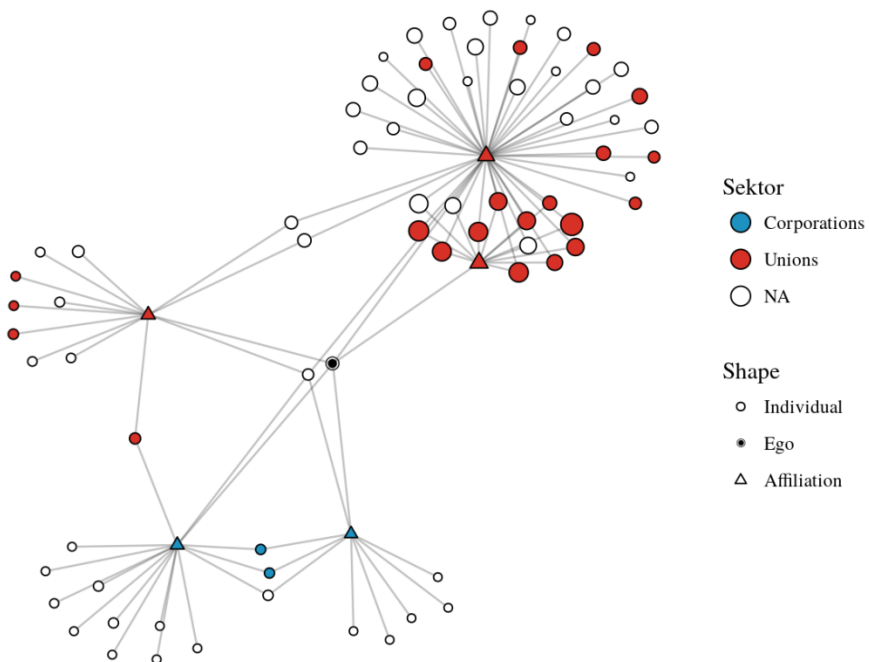 Sektor
Corporations
Unions
NA
Shape
Individual
Ego
Affiliation